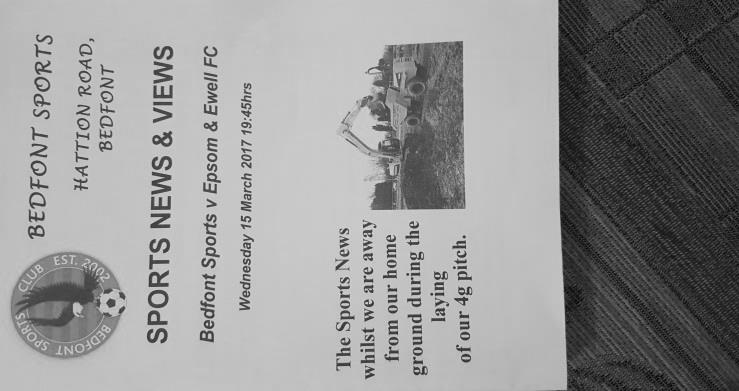 BEDFONT SPORTS
HATTION ROAD,
BEDFONT
CLUB EST. 2002
BEDFONT SPORTS
SPORTS NEWS & VIEWS
Bedfont Sports v Epsom & Ewell FC
Wednesday 15 March 2017 19:45hrs
The Sports News
whilst we are away
from our home
ground during the
laying
of our 4g pitch.